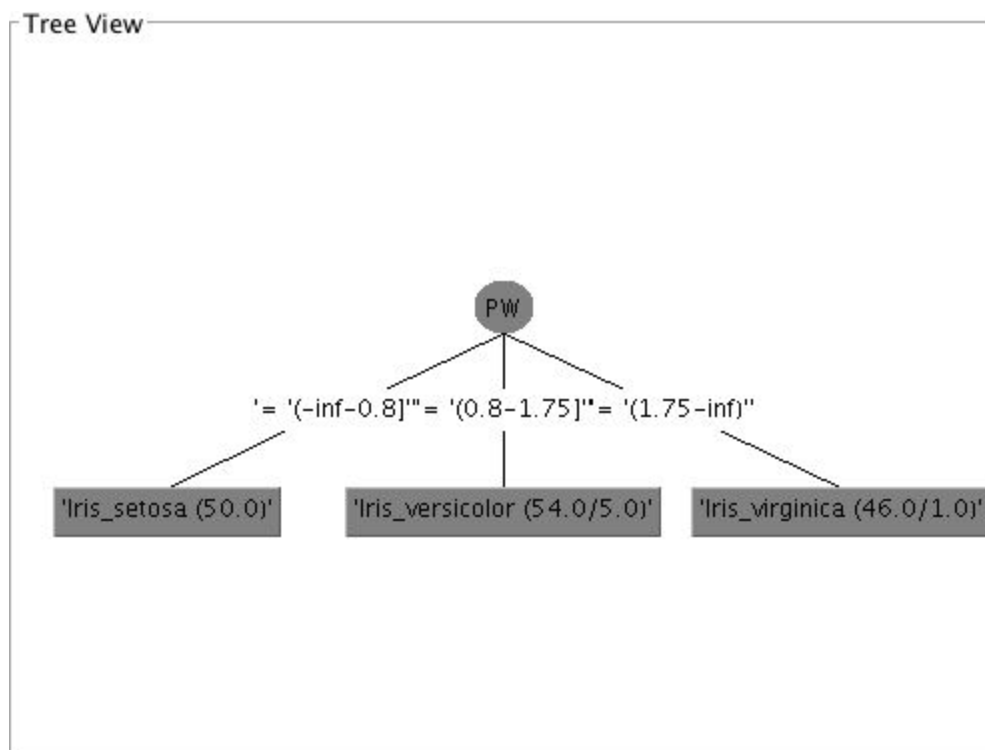 Tree View
PW
'= '(-inf-0.8]'"= '(0.8-1.75]'"= '(1.75-inf)''
'Iris_setosa (50.0)' 'Iris_versicolor (54.0/5.0)' 'Iris_virginica (46.0/1.0)'